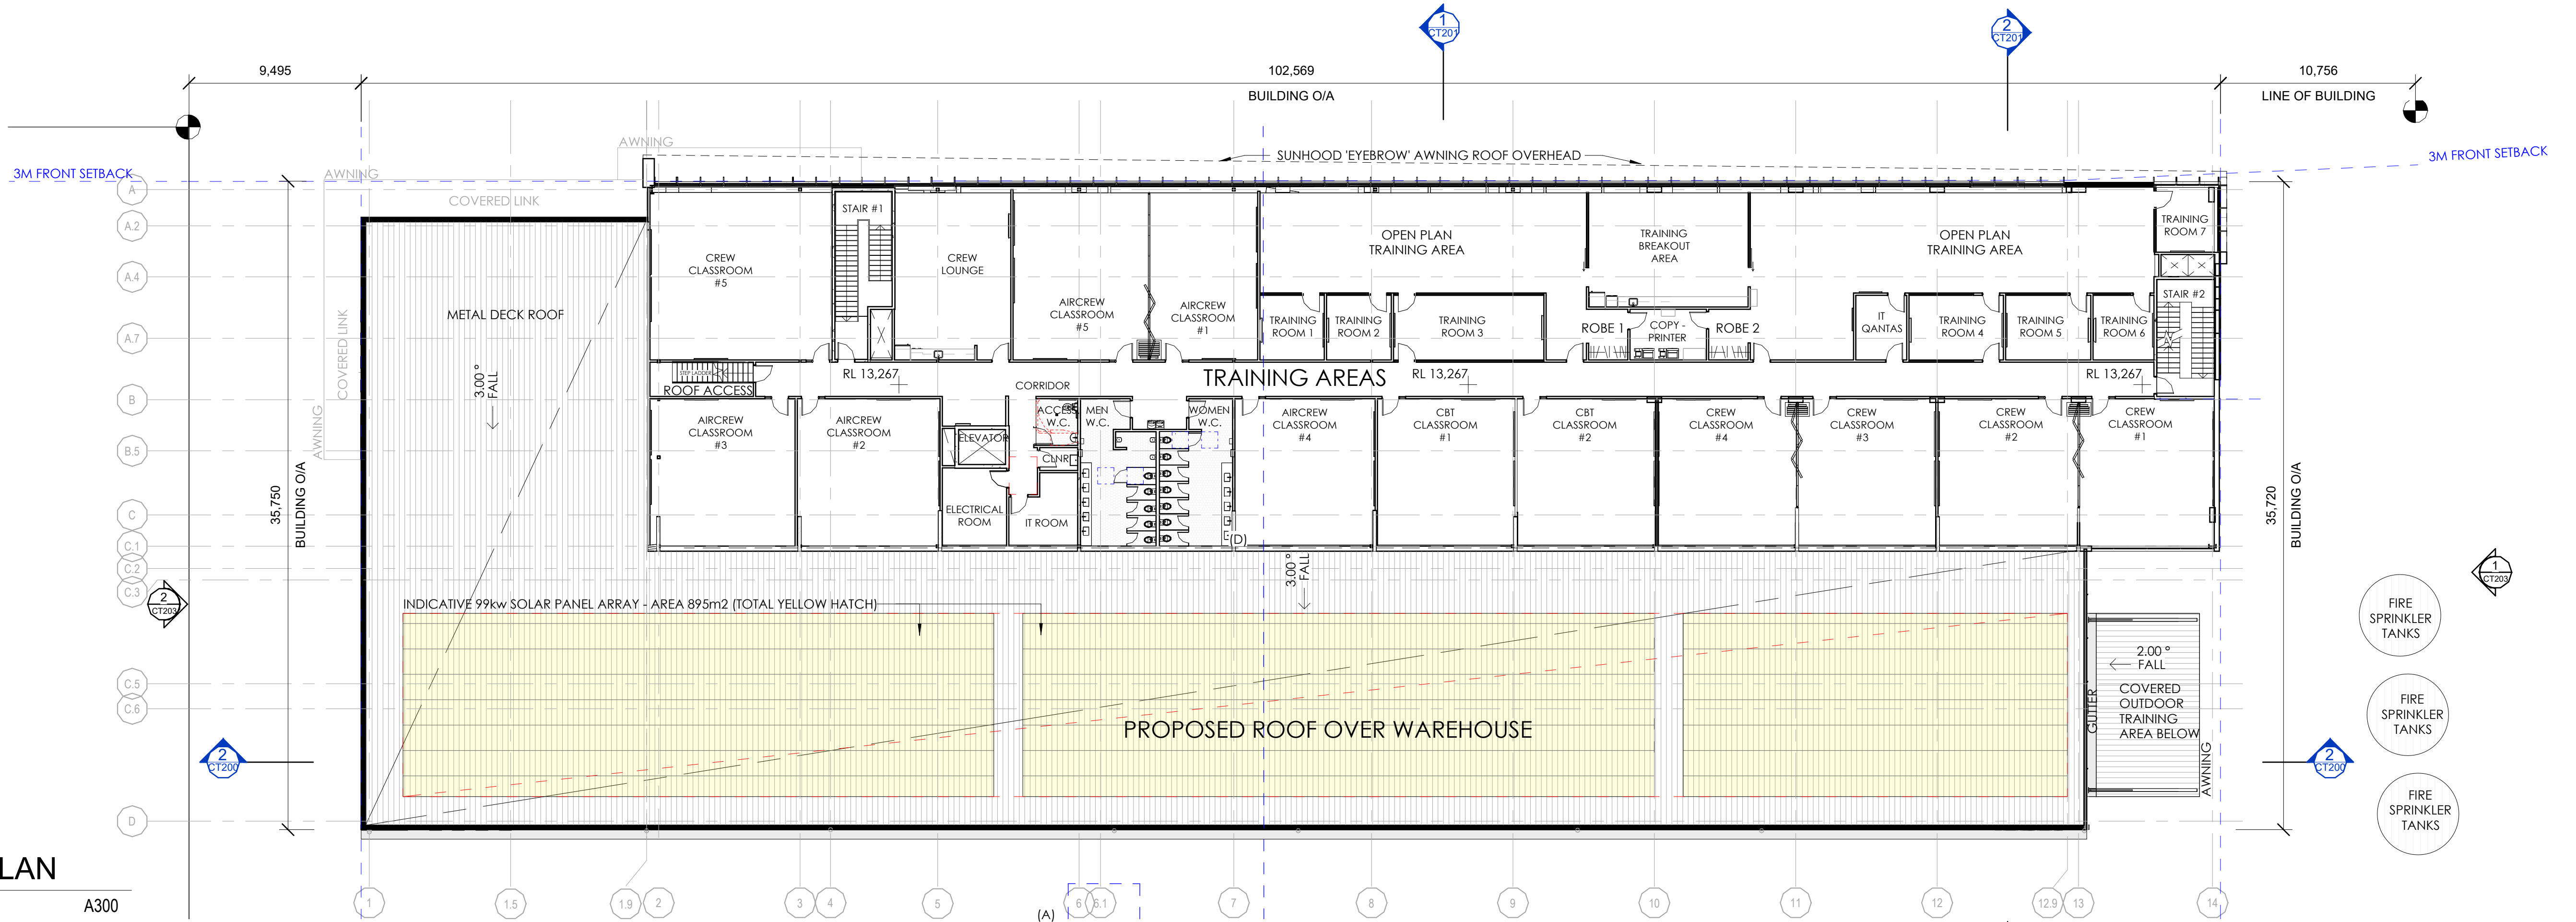 1
CT201
2
CT201
9,495
102,569
BUILDING O/A
10,756
LINE OF BUILDING
AWNING
SUNHOOD 'EYEBROW' AWNING ROOF OVERHEAD
3M FRONT SETBACK
3M FRONT SETBACK
AWNING
COVERED LINK
COVERED LINK
AWNING
A
A.2
A.4
A.7
B
B.5
C
C.1
C.2
C.3
C.5
C.6
D
35,750
BUILDING O/A
METAL DECK ROOF
3.00 °
FALL
CREW
CLASSROOM
#5
STAIR #1
CREW
LOUNGE
AIRCREW
CLASSROOM
#5
AIRCREW
CLASSROOM
#1
OPEN PLAN
TRAINING AREA
TRAINING
BREAKOUT
AREA
OPEN PLAN
TRAINING AREA
TRAINING
ROOM 7
TRAINING
ROOM 1
TRAINING
ROOM 2
TRAINING
ROOM 3
ROBE 1
COPY -
PRINTER
ROBE 2
IT
QANTAS
TRAINING
ROOM 4
TRAINING
ROOM 5
TRAINING
ROOM 6
STAIR #2
STEP LADDER
ROOF ACCESS
RL 13,267
CORRIDOR
TRAINING AREAS
RL 13,267
RL 13,267
AIRCREW
CLASSROOM
#3
AIRCREW
CLASSROOM
#2
ELEVATOR
ACCESS
W.C.
CLNR
MEN
W.C.
WOMEN
W.C.
ELECTRICAL
ROOM
IT ROOM
AIRCREW
CLASSROOM
#4
CBT
CLASSROOM
#1
CBT
CLASSROOM
#2
CREW
CLASSROOM
#4
CREW
CLASSROOM
#3
CREW
CLASSROOM
#2
CREW
CLASSROOM
#1
(D)
3.00 °
FALL
35,720
BUILDING O/A
2
CT203
1
CT203
INDICATIVE 99kw SOLAR PANEL ARRAY - AREA 895m2 (TOTAL YELLOW HATCH)
PROPOSED ROOF OVER WAREHOUSE
2.00 °
FALL
GUTTER
COVERED
OUTDOOR
TRAINING
AREA BELOW
AWNING
FIRE
SPRINKLER
TANKS
FIRE
SPRINKLER
TANKS
FIRE
SPRINKLER
TANKS
2
CT200
2
CT200
LAN
A300
1
1.5
1.9
2
3
4
5
6
6.1
7
8
9
10
11
12
12.9
13
14
(A)